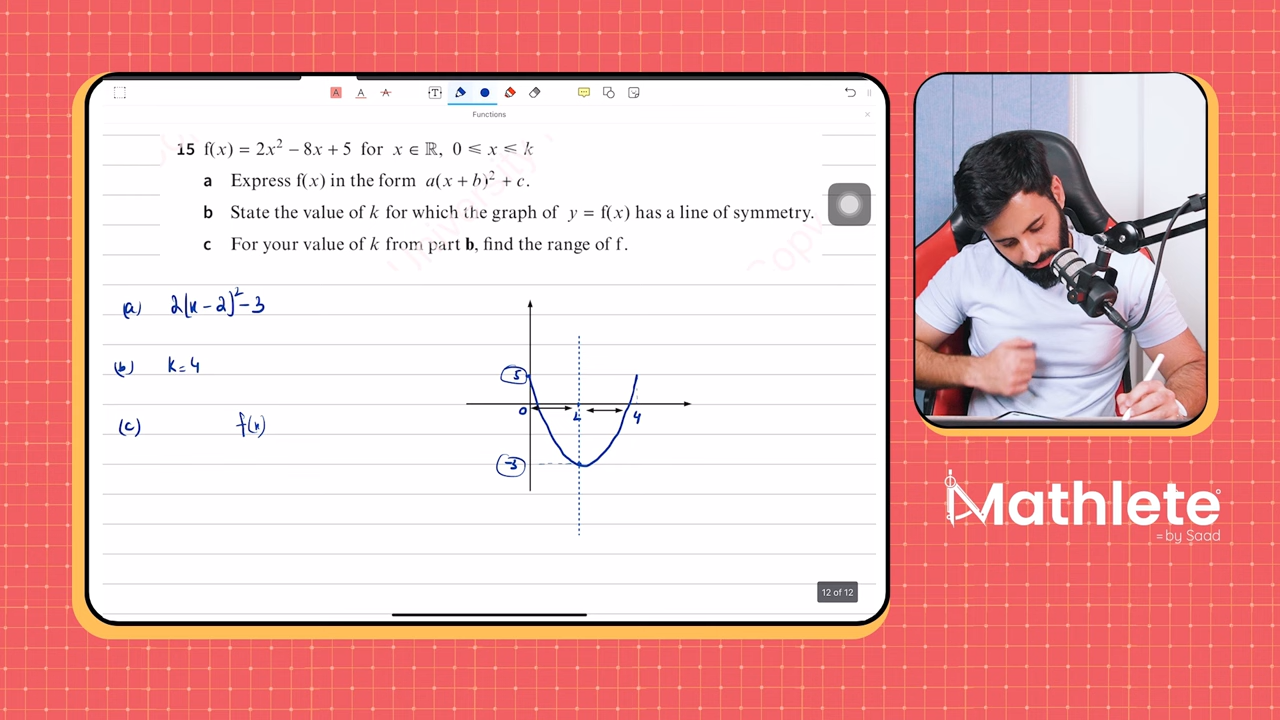 Functions
15 f(x) = 2x² − 8x + 5 for x ∈ ℝ, 0 ⩽ x ⩽ k
a Express f(x) in the form a(x + b)² + c.
b State the value of k for which the graph of y = f(x) has a line of symmetry.
c For your value of k from part b, find the range of f.
(a) 2(x − 2)² − 3
(b) k = 4
(c) f(x)
5
0
2
4
-3
12 of 12
Mathlete
= by Saad